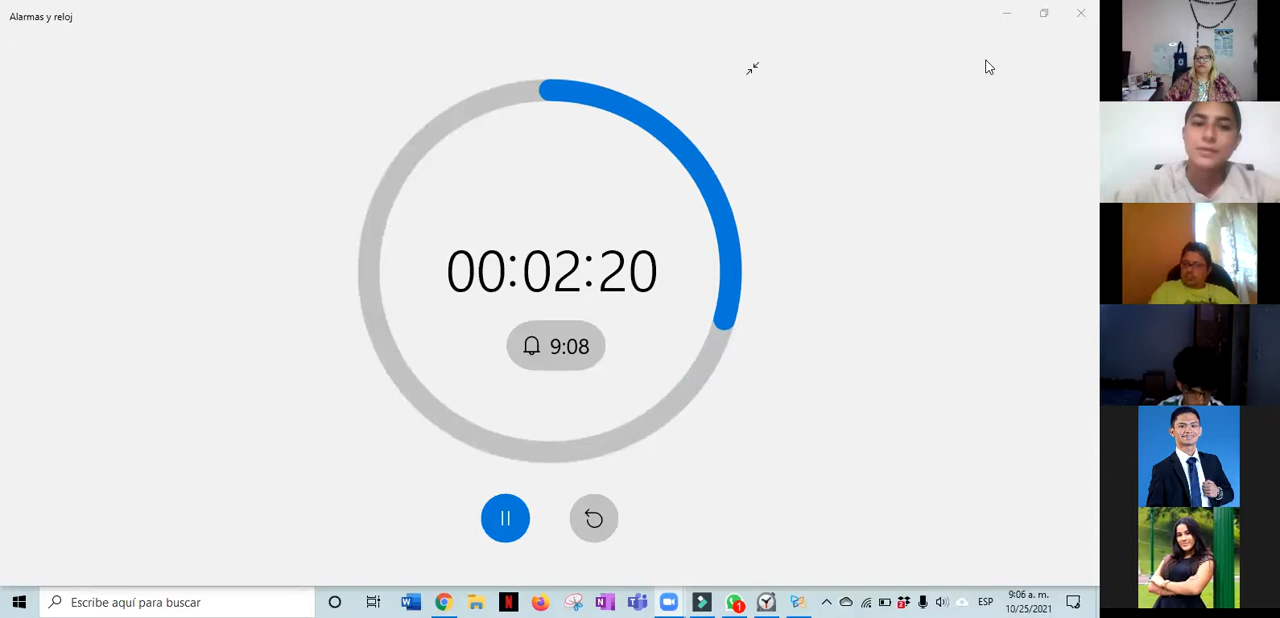 Alarmas y reloj
00:02:20
9:08
Escribe aquí para buscar
ESP
9:06 a. m.
10/25/2021